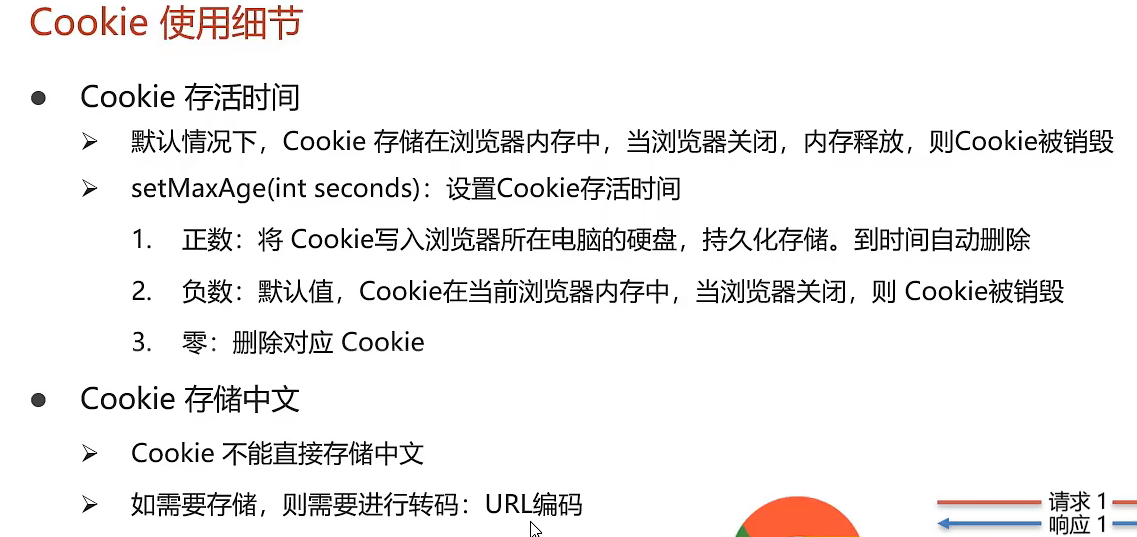 Cookie 使用细节
● Cookie 存活时间
➢ 默认情况下，Cookie 存储在浏览器内存中，当浏览器关闭，内存释放，则Cookie被销毁
➢ setMaxAge(int seconds)：设置Cookie存活时间
1. 正数：将 Cookie写入浏览器所在电脑的硬盘，持久化存储。到时间自动删除
2. 负数：默认值，Cookie在当前浏览器内存中，当浏览器关闭，则 Cookie被销毁
3. 零：删除对应 Cookie
● Cookie 存储中文
➢ Cookie 不能直接存储中文
➢ 如需要存储，则需要进行转码：URL编码
请求 1
响应 1